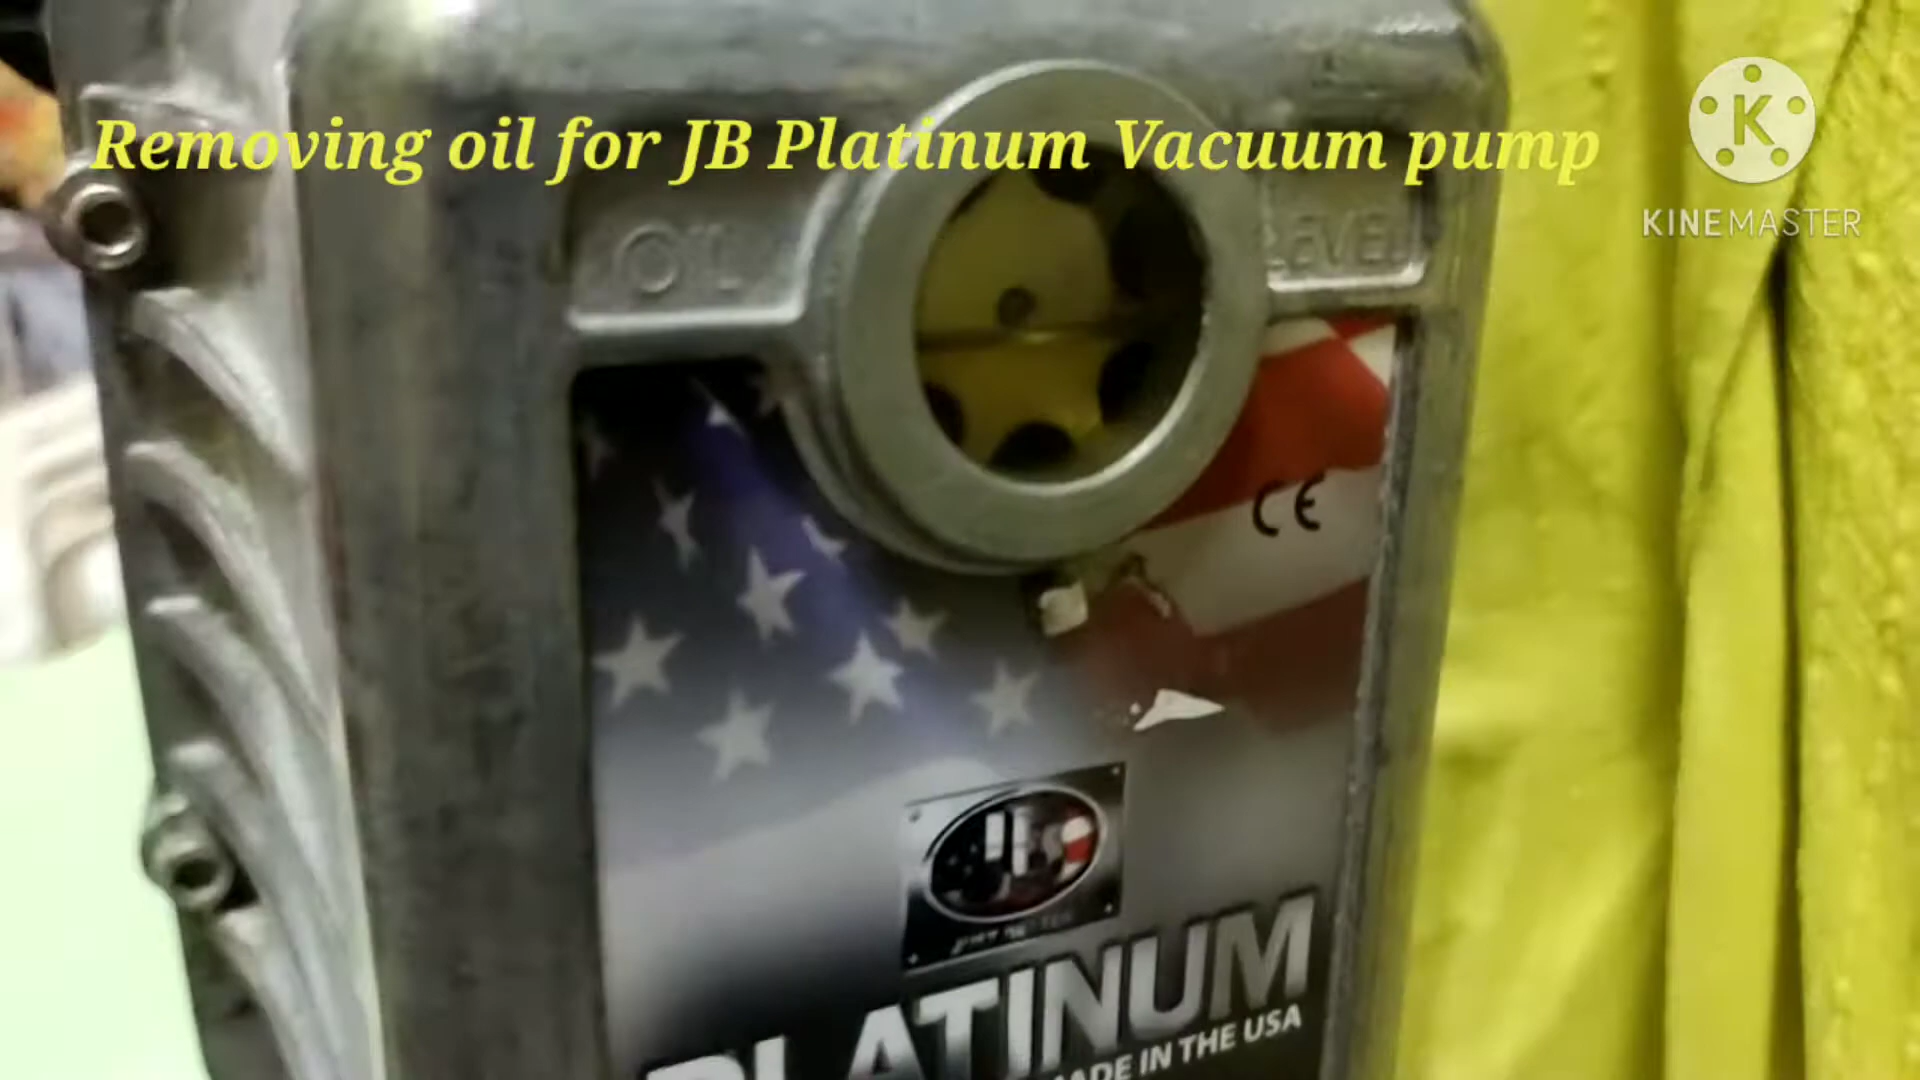 Removing oil for JB Platinum Vacuum pump
K
KINEMASTER
OIL LEVEL
CE
PLATINUM
MADE IN THE USA